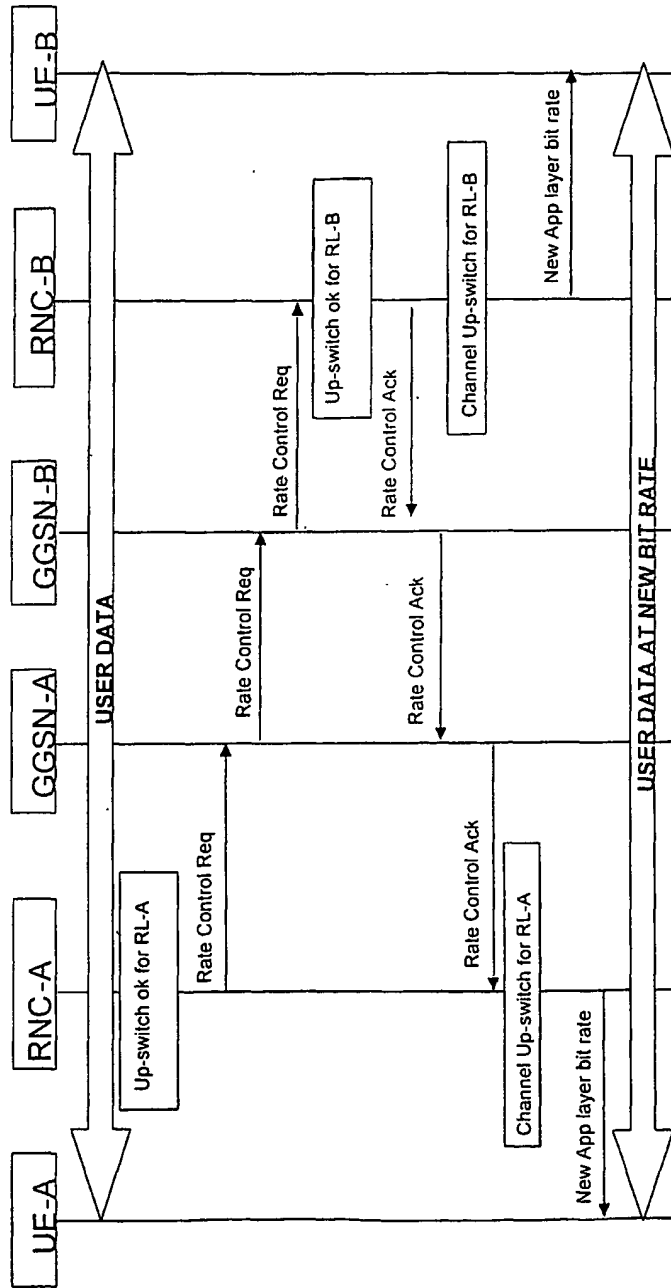 UE-A
RNC-A
GGSN-A
GGSN-B
RNC-B
UE-B
USER DATA
Up-switch ok for RL-A
Rate Control Req
Rate Control Req
Rate Control Req
Up-switch ok for RL-B
Rate Control Ack
Rate Control Ack
Channel Up-switch for RL-B
Rate Control Ack
Channel Up-switch for RL-A
New App layer bit rate
New App layer bit rate
USER DATA AT NEW BIT RATE